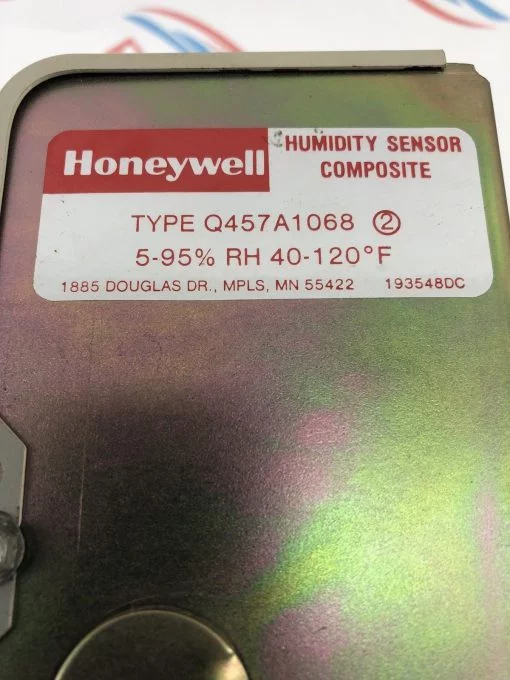 Honeywell
HUMIDITY SENSOR
COMPOSITE
TYPE Q457A1068 ②
5-95% RH 40-120°F
1885 DOUGLAS DR., MPLS, MN 55422 193548DC